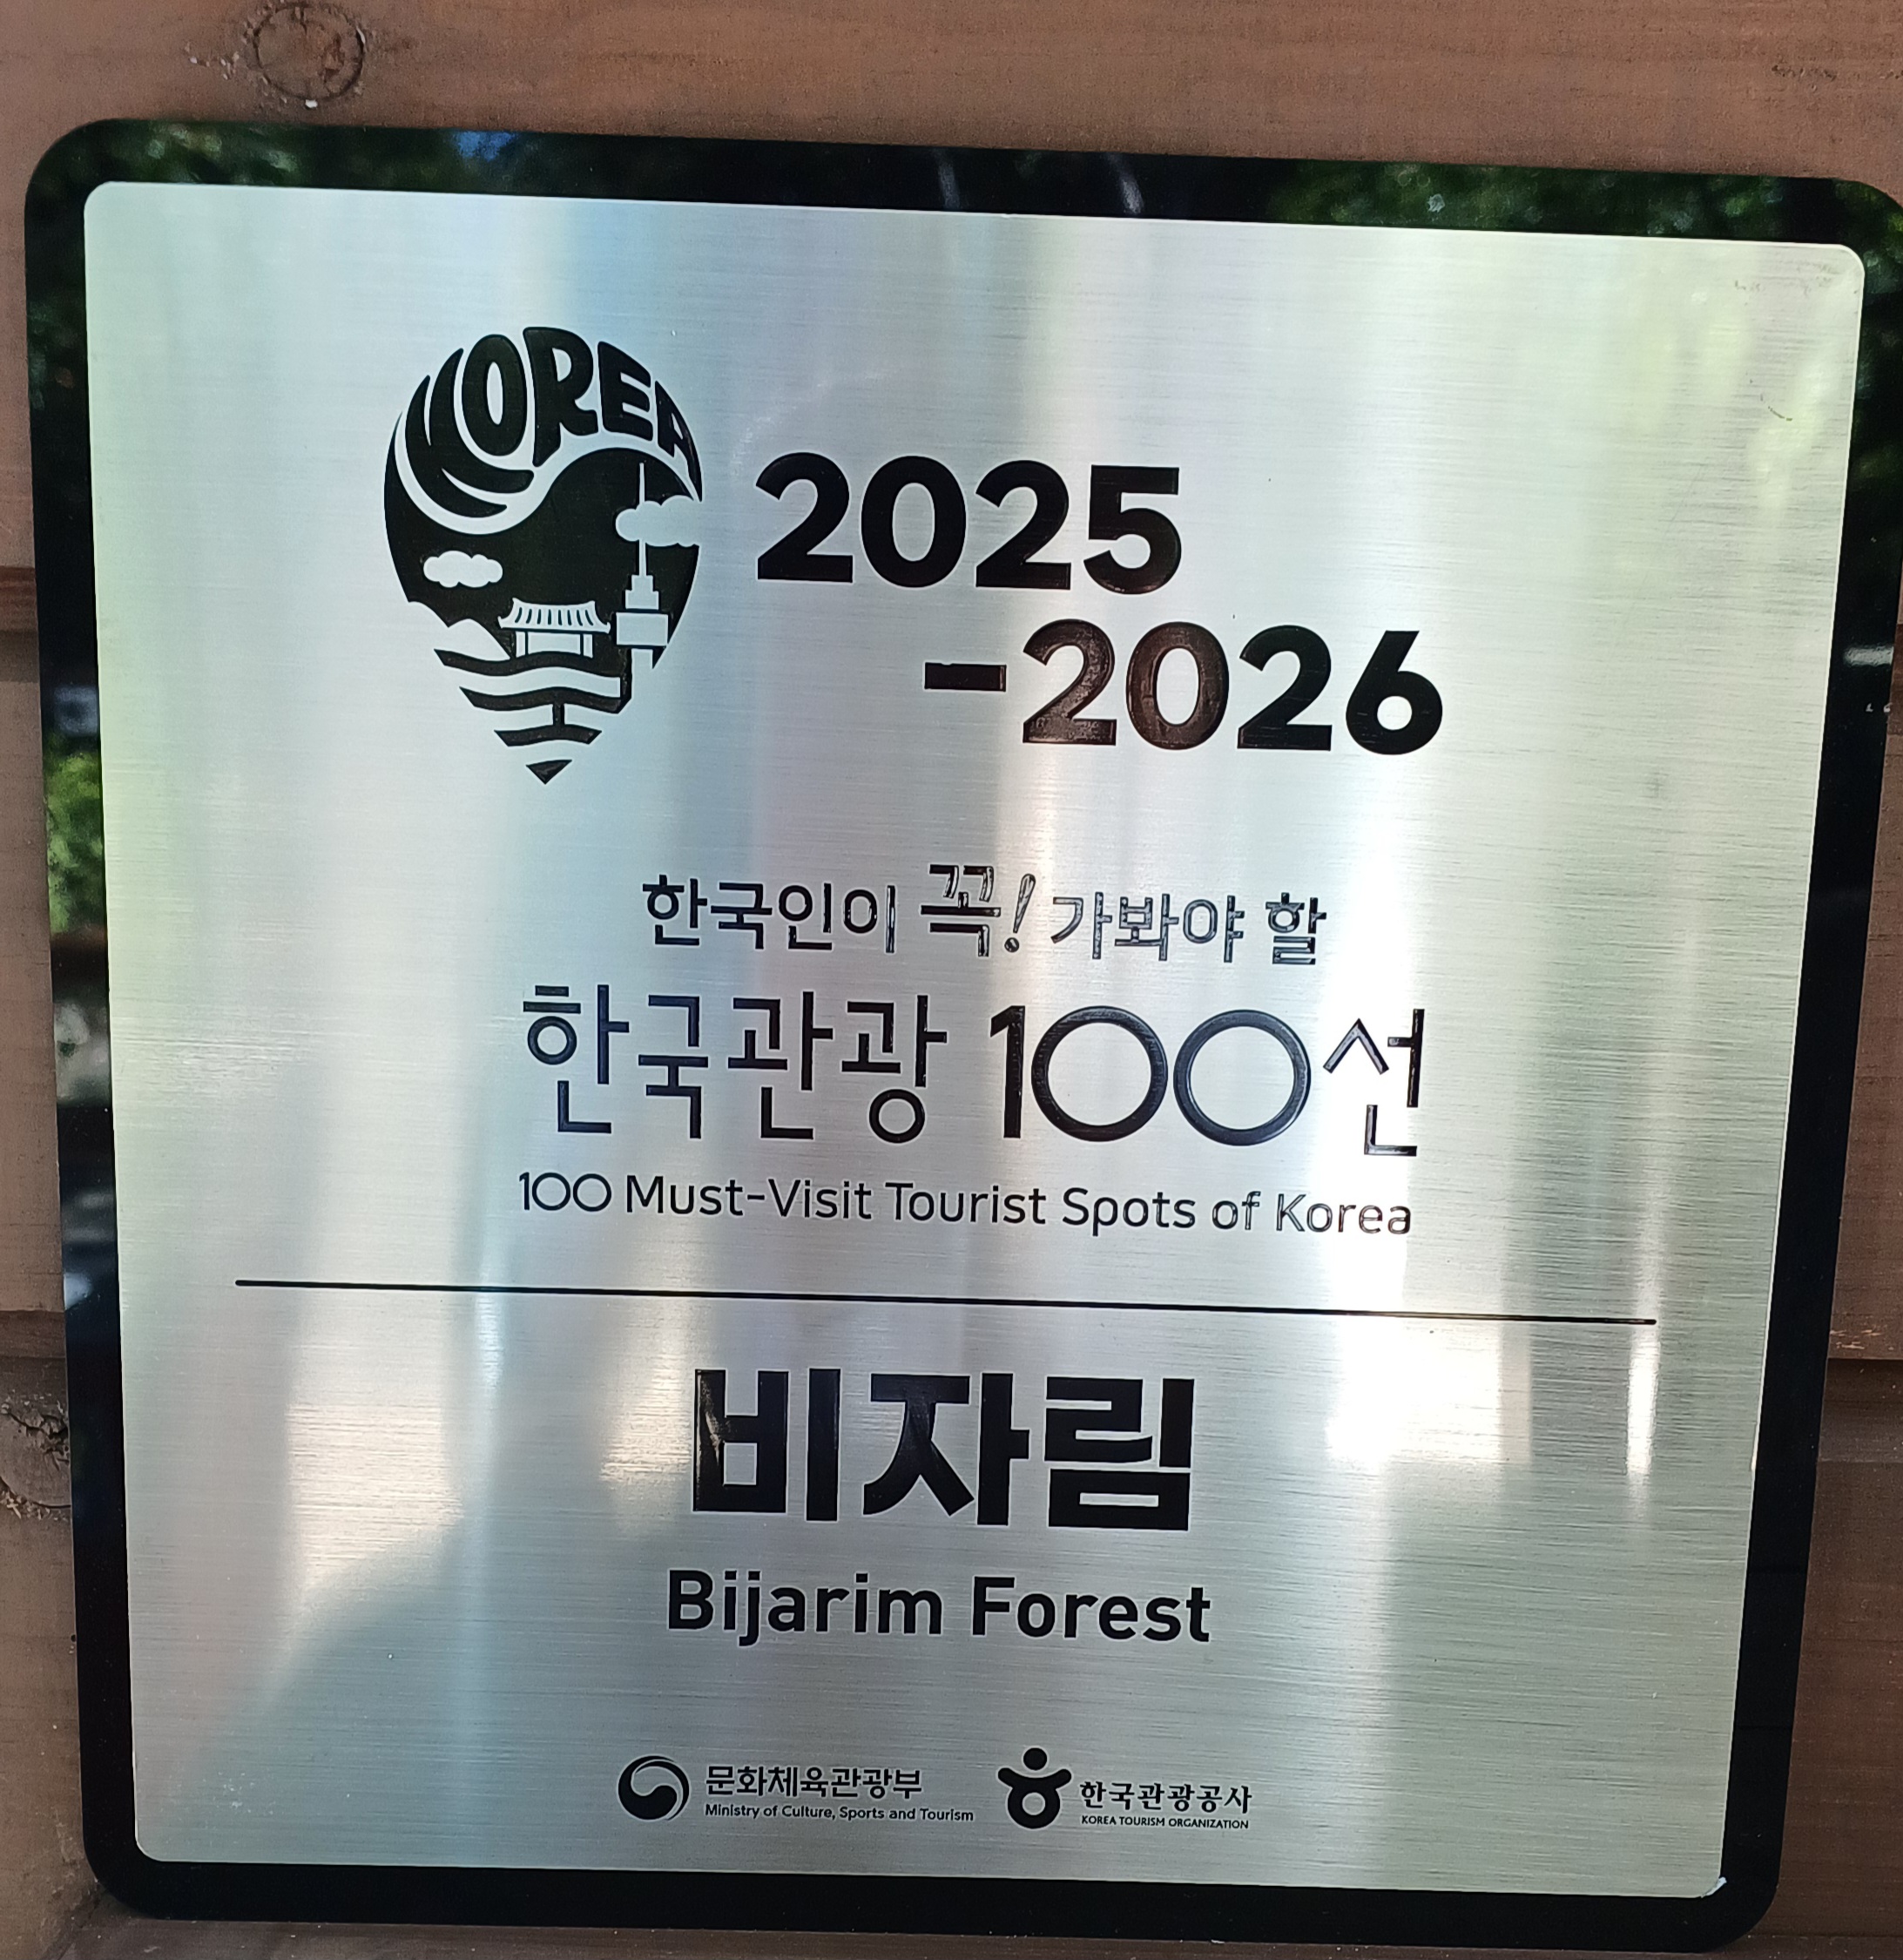 KOREA
2025
-2026
한국인이 꼭! 가봐야 할
한국관광 100선
100 Must-Visit Tourist Spots of Korea
비자림
Bijarim Forest
문화체육관광부
Ministry of Culture, Sports and Tourism
한국관광공사
KOREA TOURISM ORGANIZATION